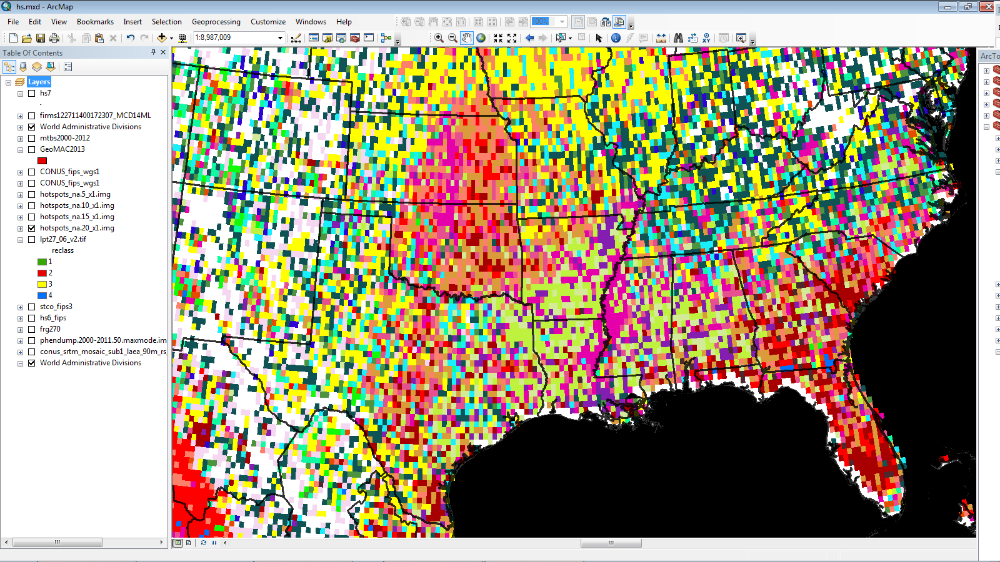 hs.mxd - ArcMap
File Edit View Bookmarks Insert Selection Geoprocessing Customize Windows Help
100%
1:8,987,009
Table Of Contents
ArcTo
Layers
hs7
firms122711400172307_MCD14ML
World Administrative Divisions
mtbs2000-2012
GeoMAC2013
CONUS_fips_wgs1
CONUS_fips_wgs1
hotspots_na.5_x1.img
hotspots_na.10_x1.img
hotspots_na.15_x1.img
hotspots_na.20_x1.img
lpt27_06_v2.tif
reclass
1
2
3
4
stco_fips3
hs6_fips
frg270
phendump.2000-2011.50.maxmode.im
conus_srtm_mosaic_sub1_laea_90m_rs
World Administrative Divisions